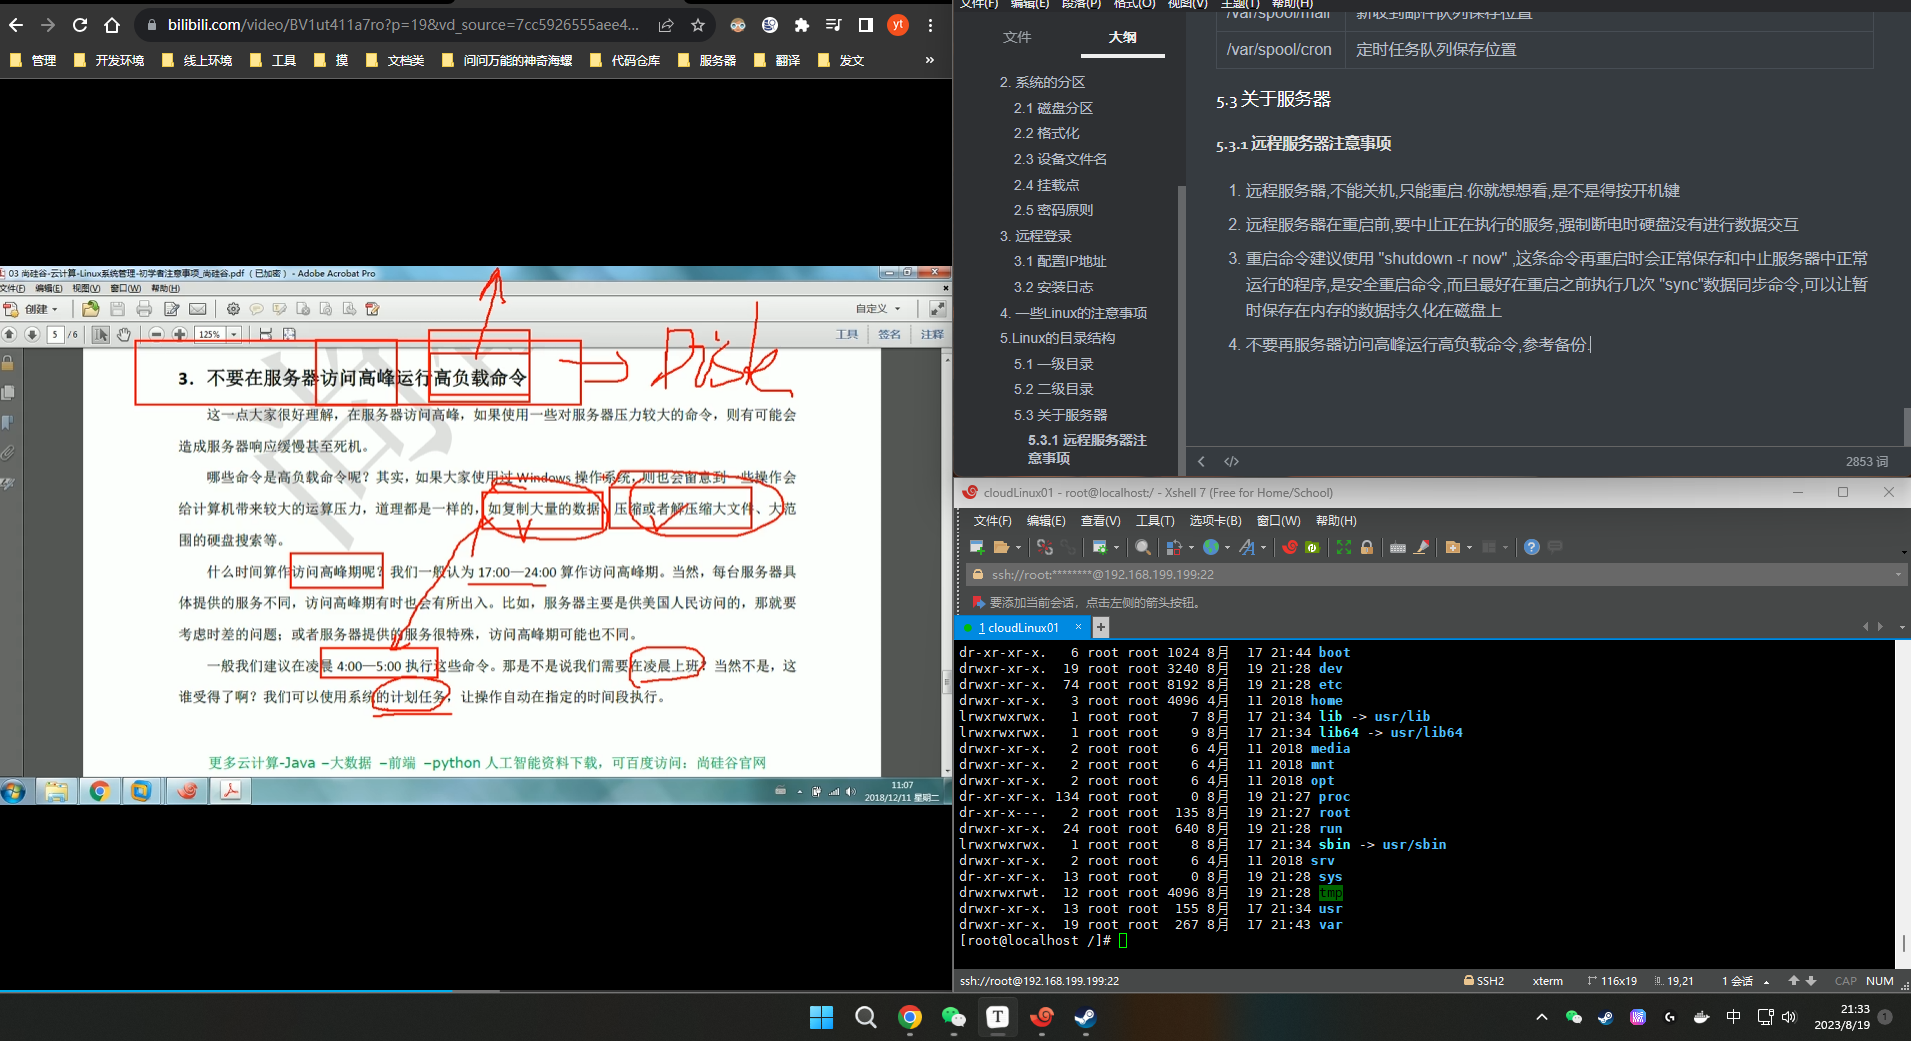 bilibili.com/video/BV1ut411a7ro?p=19&vd_source=7cc5926555aee4...
yt
管理 开发环境 线上环境 工具 摸 文档类 问问万能的神奇海螺 代码仓库 服务器 翻译 发文 »
03 尚硅谷-云计算-Linux系统管理-初学者注意事项_尚硅谷.pdf （已加密） - Adobe Acrobat Pro
文件(F) 编辑(E) 视图(V) 窗口(W) 帮助(H)
创建 自定义
5 / 6 125% 工具 签名 注释
3. 不要在服务器访问高峰运行高负载命令
这一点大家很好理解，在服务器访问高峰，如果使用一些对服务器压力较大的命令，则有可能会
造成服务器响应缓慢甚至死机。
哪些命令是高负载命令呢？其实，如果大家使用过 Windows 操作系统，则也会留意到一些操作会
给计算机带来较大的运算压力，道理都是一样的，如复制大量的数据、压缩或者解压缩大文件、大范
围的硬盘搜索等。
什么时间算作访问高峰期呢？我们一般认为 17:00—24:00 算作访问高峰期。当然，每台服务器具
体提供的服务不同，访问高峰期有时也会有所出入。比如，服务器主要是供美国人民访问的，那就要
考虑时差的问题；或者服务器提供的服务很特殊，访问高峰期可能也不同。
一般我们建议在凌晨 4:00—5:00 执行这些命令。那是不是说我们需要在凌晨上班？当然不是，这
谁受得了啊？我们可以使用系统的计划任务，让操作自动在指定的时间段执行。
更多云计算-Java –大数据 –前端 –python 人工智能资料下载，可百度访问：尚硅谷官网
11:07
2018/12/11 星期二
文件(F) 编辑(E) 段落(P) 格式(O) 视图(V) 主题(T) 帮助(H)
文件 大纲
2. 系统的分区
2.1 磁盘分区
2.2 格式化
2.3 设备文件名
2.4 挂载点
2.5 密码原则
3. 远程登录
3.1 配置IP地址
3.2 安装日志
4. 一些Linux的注意事项
5.Linux的目录结构
5.1 一级目录
5.2 二级目录
5.3 关于服务器
5.3.1 远程服务器注
意事项
/var/spool/mail 新收到邮件队列保存位置
/var/spool/cron 定时任务队列保存位置
5.3 关于服务器
5.3.1 远程服务器注意事项
1. 远程服务器,不能关机,只能重启.你就想想看,是不是得按开机键
2. 远程服务器在重启前,要中止正在执行的服务,强制断电时硬盘没有进行数据交互
3. 重启命令建议使用 "shutdown -r now" ,这条命令再重启时会正常保存和中止服务器中正常
运行的程序,是安全重启命令,而且最好在重启之前执行几次 "sync"数据同步命令,可以让暂
时保存在内存的数据持久化在磁盘上
4. 不要再服务器访问高峰运行高负载命令,参考备份.
</> 2853 词
cloudLinux01 - root@localhost:/ - Xshell 7 (Free for Home/School)
文件(F) 编辑(E) 查看(V) 工具(T) 选项卡(B) 窗口(W) 帮助(H)
ssh://root:********@192.168.199.199:22
要添加当前会话，点击左侧的箭头按钮。
1 cloudLinux01 × +
dr-xr-xr-x. 6 root root 1024 8月 17 21:44 boot
drwxr-xr-x. 19 root root 3240 8月 19 21:28 dev
drwxr-xr-x. 74 root root 8192 8月 19 21:28 etc
drwxr-xr-x. 3 root root 4096 4月 11 2018 home
lrwxrwxrwx. 1 root root 7 8月 17 21:34 lib -> usr/lib
lrwxrwxrwx. 1 root root 9 8月 17 21:34 lib64 -> usr/lib64
drwxr-xr-x. 2 root root 6 4月 11 2018 media
drwxr-xr-x. 2 root root 6 4月 11 2018 mnt
drwxr-xr-x. 2 root root 6 4月 11 2018 opt
dr-xr-xr-x. 134 root root 0 8月 19 21:27 proc
dr-xr-x---. 2 root root 135 8月 19 21:27 root
drwxr-xr-x. 24 root root 640 8月 19 21:28 run
lrwxrwxrwx. 1 root root 8 8月 17 21:34 sbin -> usr/sbin
drwxr-xr-x. 2 root root 6 4月 11 2018 srv
dr-xr-xr-x. 13 root root 0 8月 19 21:28 sys
drwxrwxrwt. 12 root root 4096 8月 19 21:28 tmp
drwxr-xr-x. 13 root root 155 8月 17 21:34 usr
drwxr-xr-x. 19 root root 267 8月 17 21:43 var
[root@localhost /]#
ssh://root@192.168.199.199:22 SSH2 xterm 116x19 19,21 1 会话 CAP NUM
中
21:33
2023/8/19
1